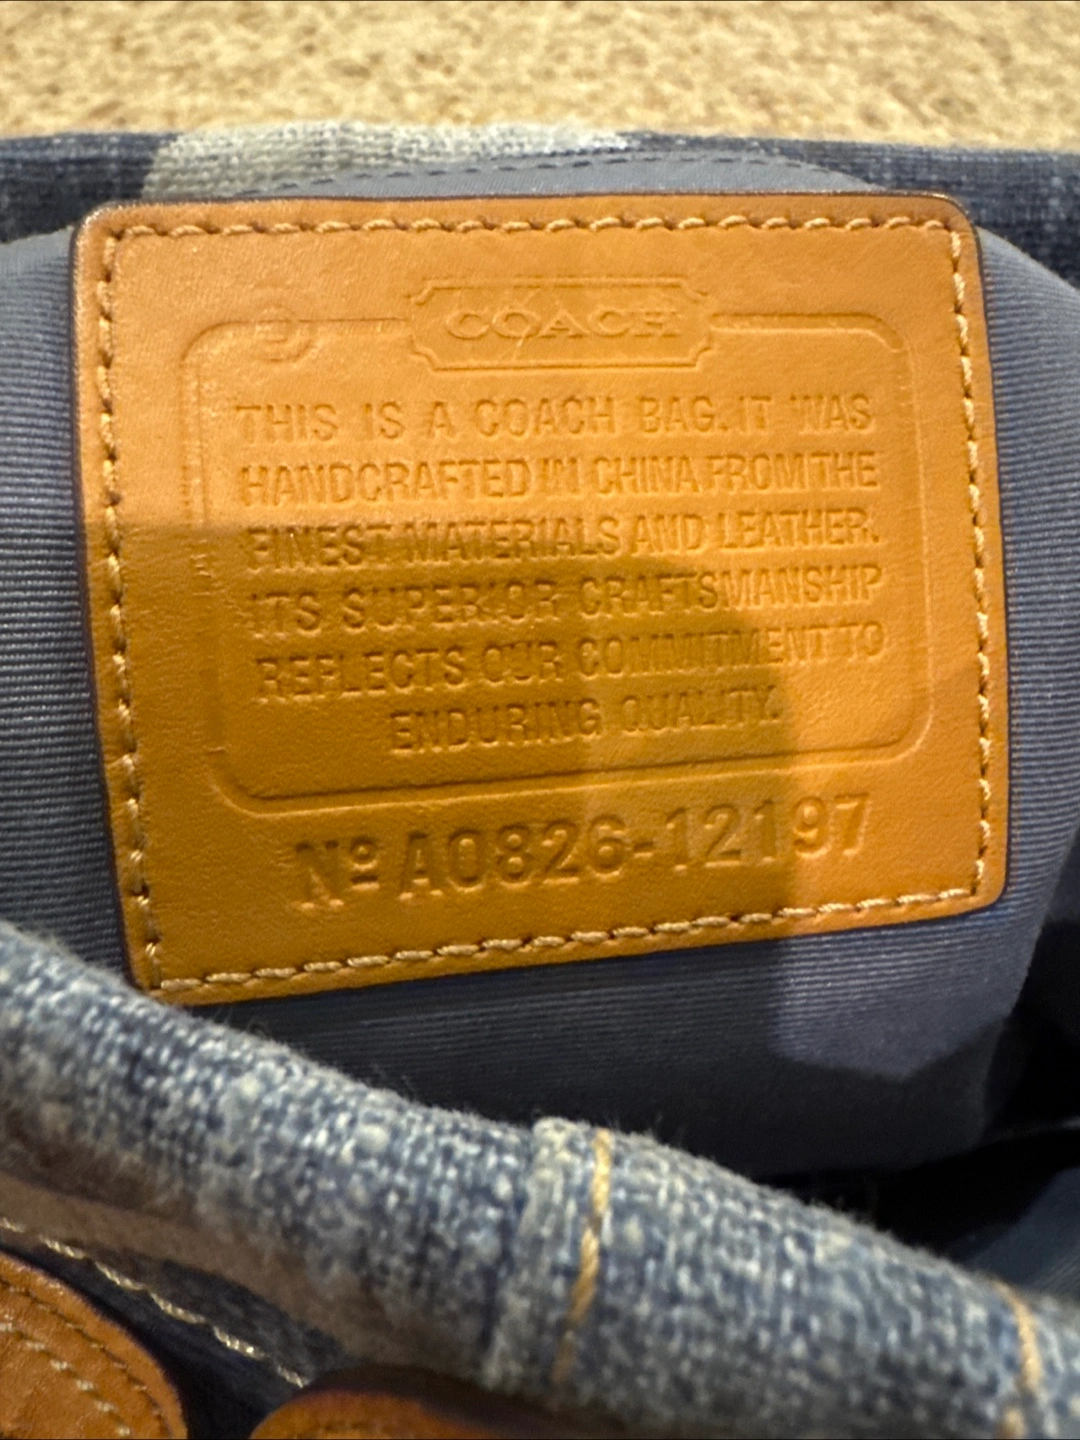 COACH
THIS IS A COACH BAG. IT WAS
HANDCRAFTED IN CHINA FROM THE
FINEST MATERIALS AND LEATHER.
ITS SUPERIOR CRAFTSMANSHIP
REFLECTS OUR COMMITMENT TO
ENDURING QUALITY.
Nº A0826-12197